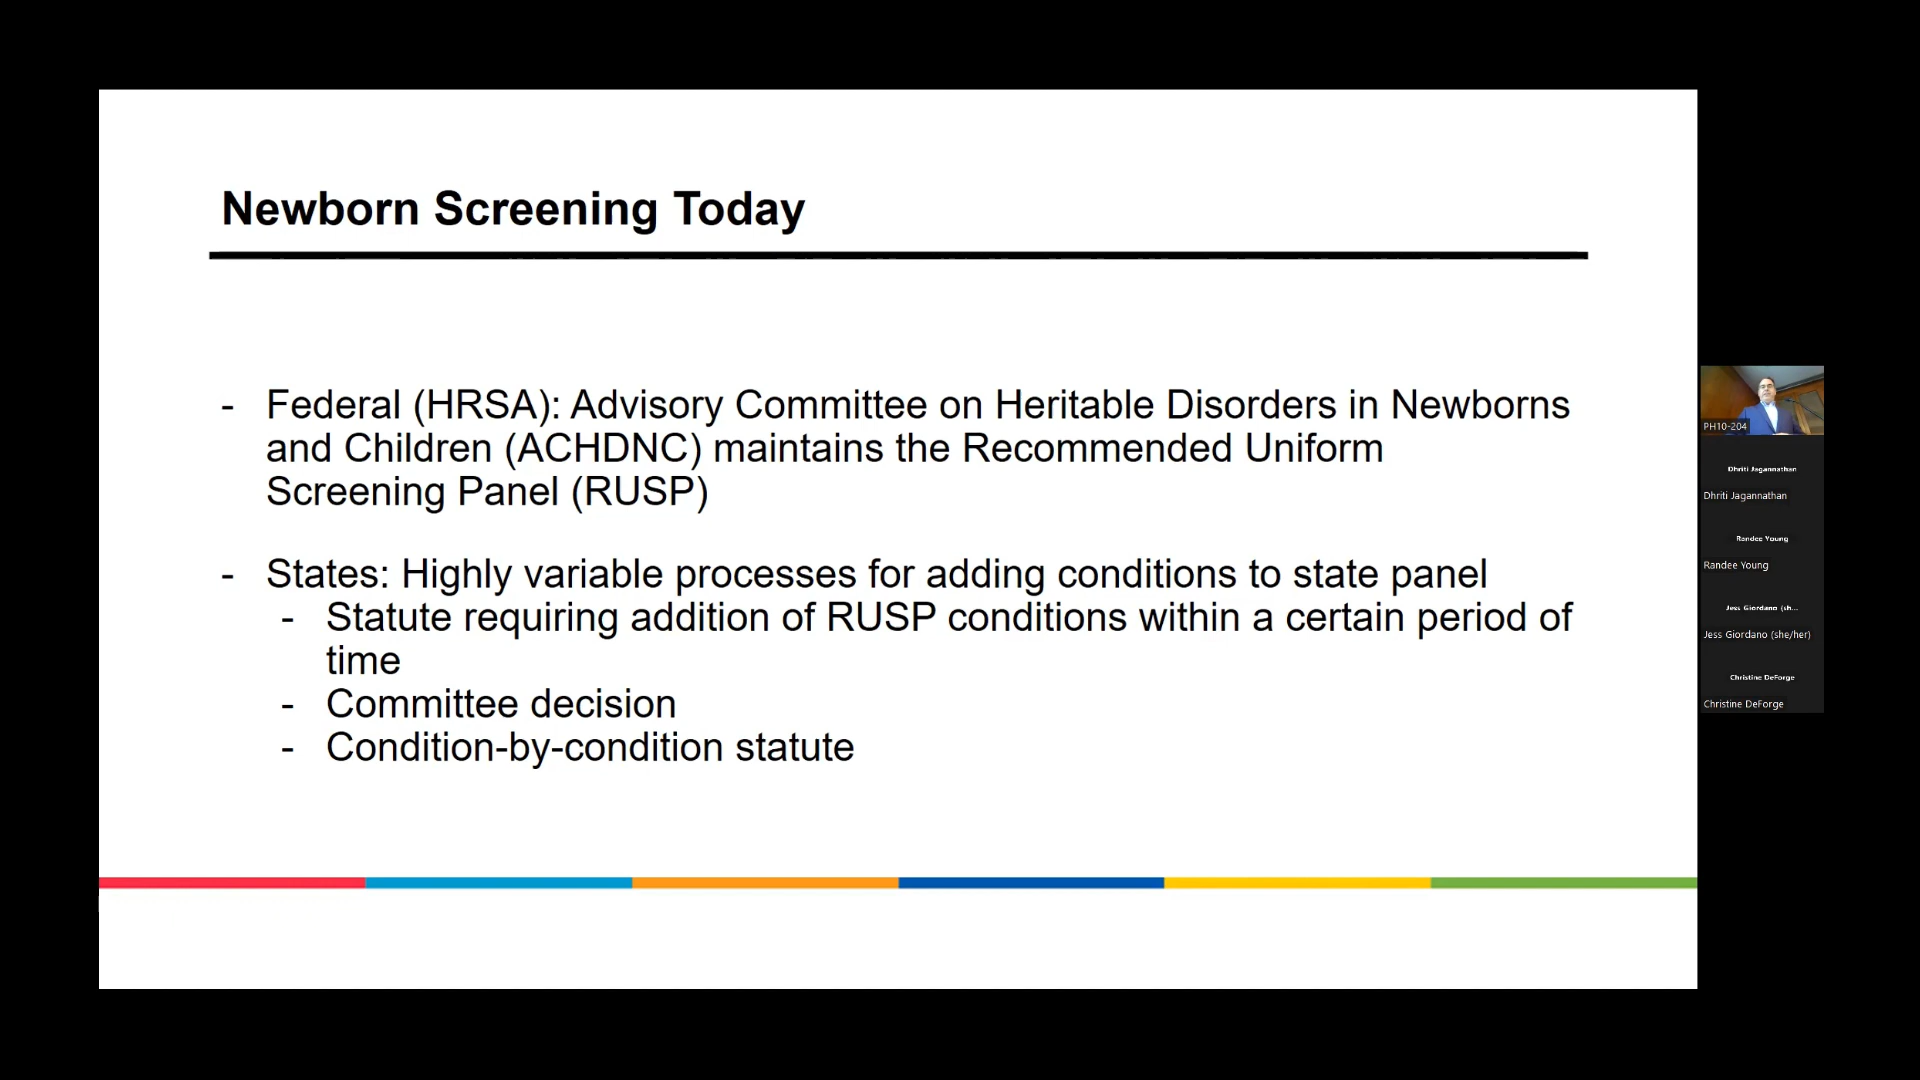 Newborn Screening Today
- Federal (HRSA): Advisory Committee on Heritable Disorders in Newborns
and Children (ACHDNC) maintains the Recommended Uniform
Screening Panel (RUSP)
- States: Highly variable processes for adding conditions to state panel
- Statute requiring addition of RUSP conditions within a certain period of
time
- Committee decision
- Condition-by-condition statute
PH10-204
Dhriti Jagannathan
Dhriti Jagannathan
Randee Young
Randee Young
Jess Giordano (sh...
Jess Giordano (she/her)
Christine DeForge
Christine DeForge